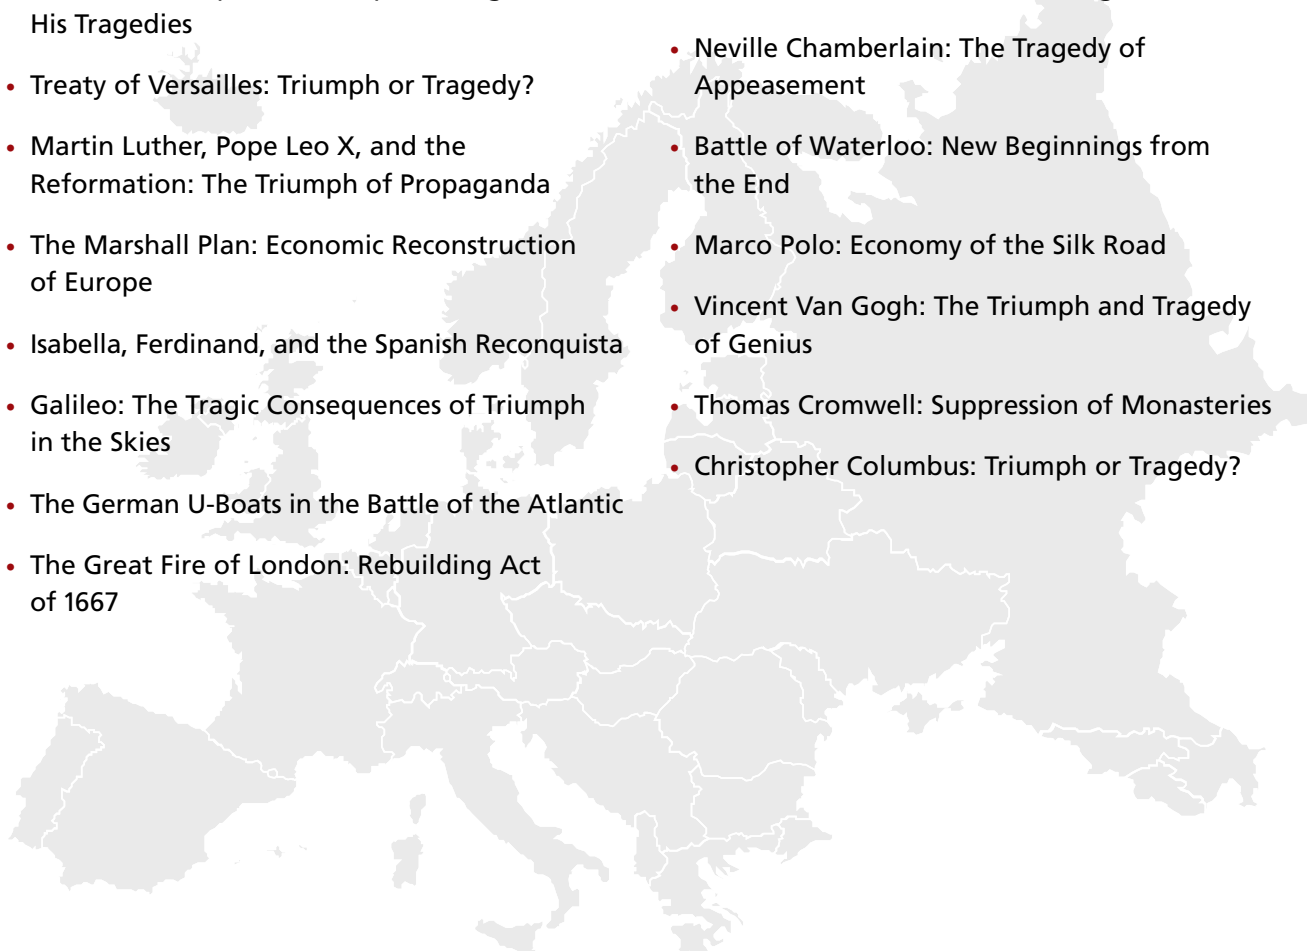 His Tragedies
• Treaty of Versailles: Triumph or Tragedy?
• Martin Luther, Pope Leo X, and the
Reformation: The Triumph of Propaganda
• The Marshall Plan: Economic Reconstruction
of Europe
• Isabella, Ferdinand, and the Spanish Reconquista
• Galileo: The Tragic Consequences of Triumph
in the Skies
• The German U-Boats in the Battle of the Atlantic
• The Great Fire of London: Rebuilding Act
of 1667
• Neville Chamberlain: The Tragedy of
Appeasement
• Battle of Waterloo: New Beginnings from
the End
• Marco Polo: Economy of the Silk Road
• Vincent Van Gogh: The Triumph and Tragedy
of Genius
• Thomas Cromwell: Suppression of Monasteries
• Christopher Columbus: Triumph or Tragedy?